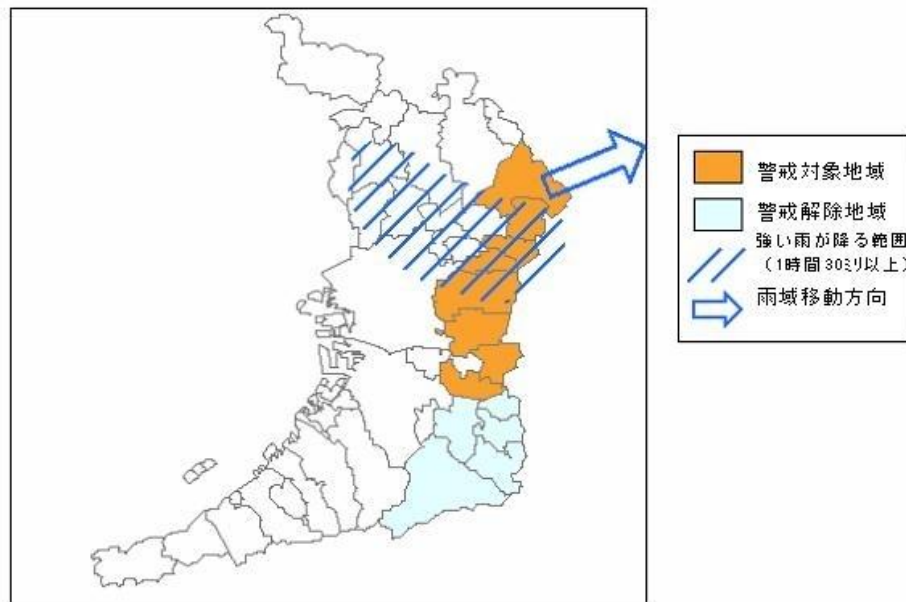 警戒対象地域
警戒解除地域
強い雨が降る範囲
(1時間30ミリ以上)
雨域移動方向